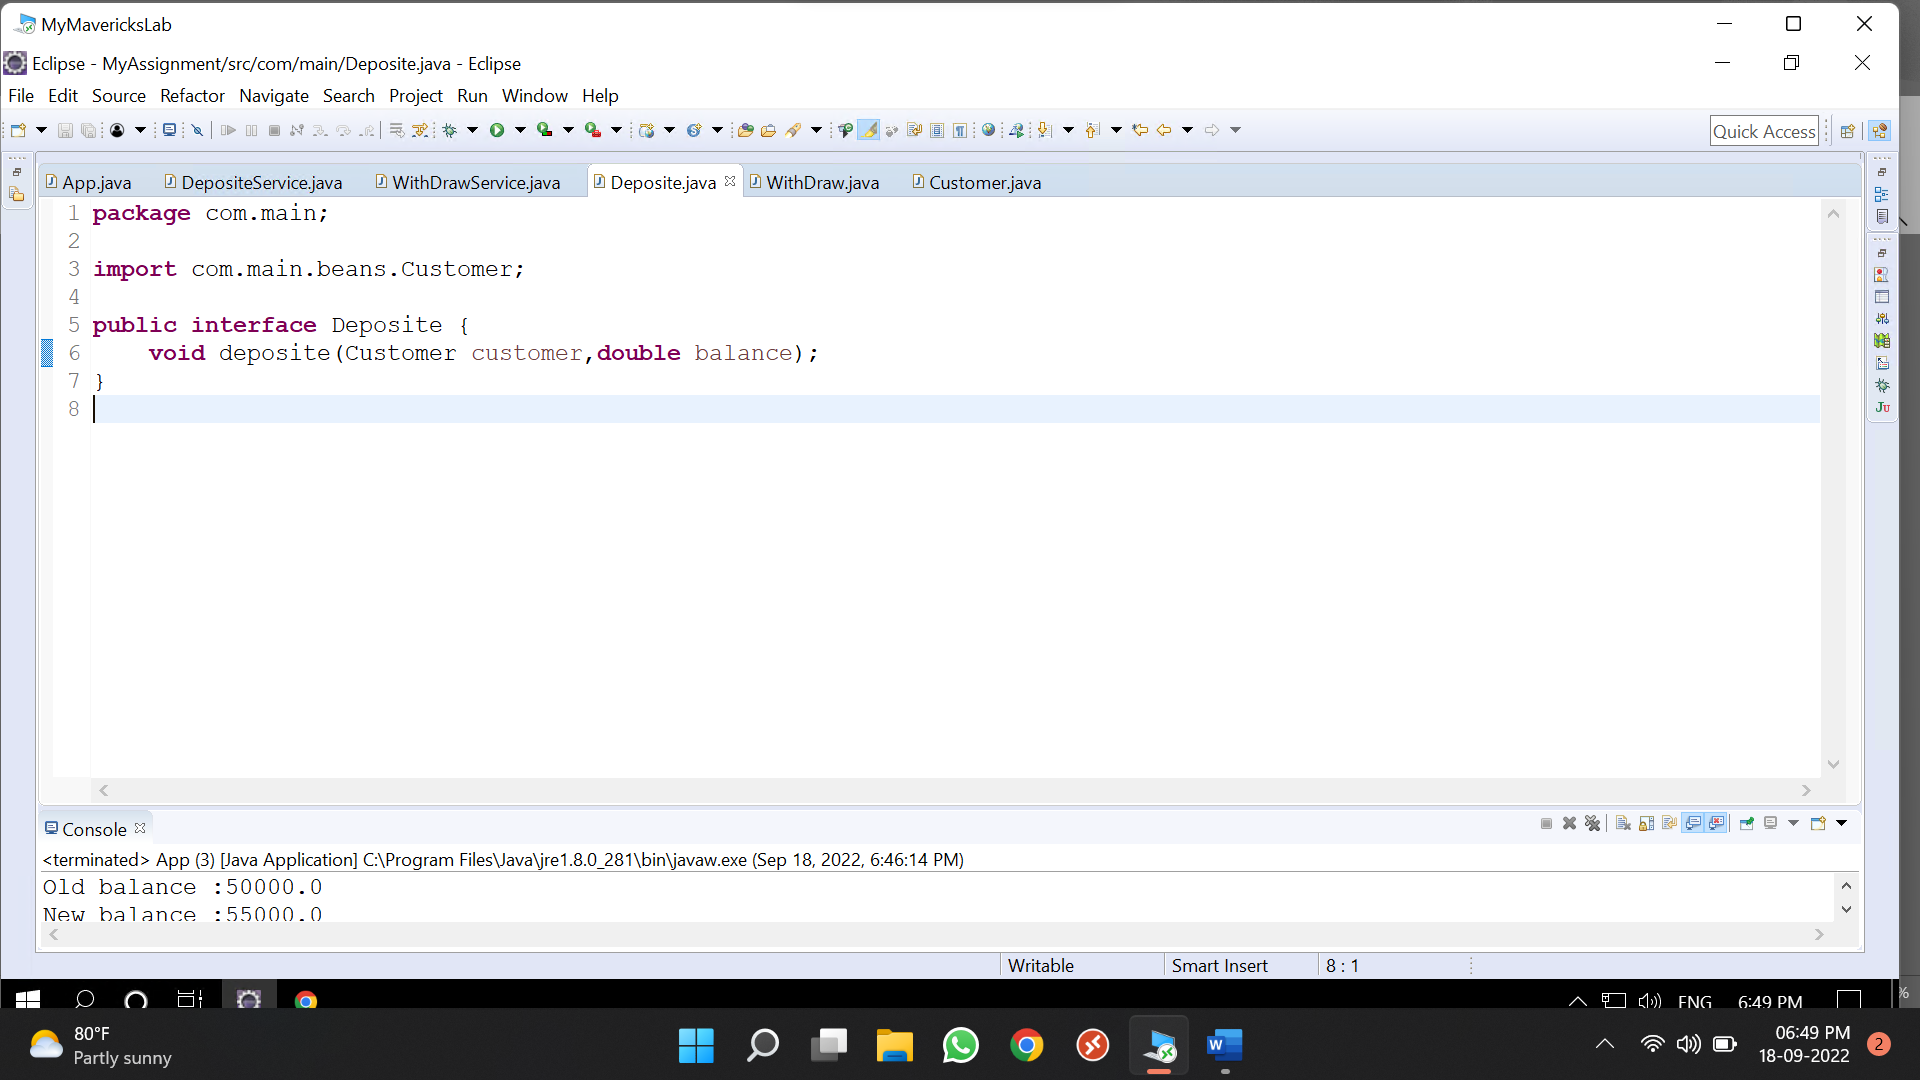 MyMavericksLab
Eclipse - MyAssignment/src/com/main/Deposite.java - Eclipse
File Edit Source Refactor Navigate Search Project Run Window Help
Quick Access
App.java DepositeService.java WithDrawService.java Deposite.java WithDraw.java Customer.java
1 package com.main;
2
3 import com.main.beans.Customer;
4
5 public interface Deposite {
6 void deposite(Customer customer,double balance);
7 }
8
Console
<terminated> App (3) [Java Application] C:\Program Files\Java\jre1.8.0_281\bin\javaw.exe (Sep 18, 2022, 6:46:14 PM)
Old balance :50000.0
New balance :55000.0
Writable Smart Insert 8 : 1
ENG 6:49 PM
%
80°F
Partly sunny
06:49 PM
18-09-2022
2